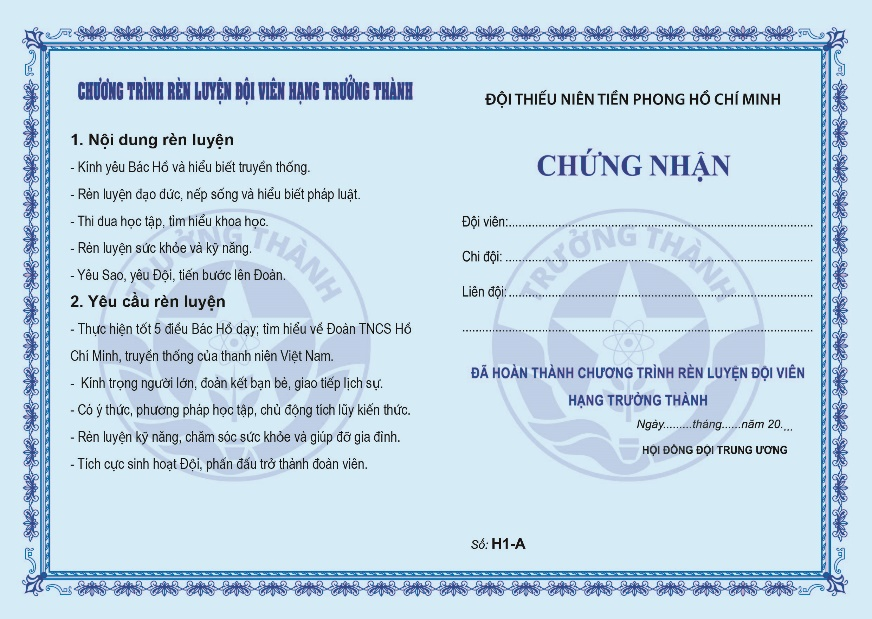 CHƯƠNG TRÌNH RÈN LUYỆN ĐỘI VIÊN HẠNG TRƯỞNG THÀNH
1. Nội dung rèn luyện
- Kính yêu Bác Hồ và hiểu biết truyền thống.
- Rèn luyện đạo đức, nếp sống và hiểu biết pháp luật.
- Thi đua học tập, tìm hiểu khoa học.
- Rèn luyện sức khỏe và kỹ năng.
- Yêu Sao, yêu Đội, tiến bước lên Đoàn.
2. Yêu cầu rèn luyện
- Thực hiện tốt 5 điều Bác Hồ dạy; tìm hiểu về Đoàn TNCS Hồ
Chí Minh, truyền thống của thanh niên Việt Nam.
- Kính trọng người lớn, đoàn kết bạn bè, giao tiếp lịch sự.
- Có ý thức, phương pháp học tập, chủ động tích lũy kiến thức.
- Rèn luyện kỹ năng, chăm sóc sức khỏe và giúp đỡ gia đình.
- Tích cực sinh hoạt Đội, phấn đấu trở thành đoàn viên.
TRƯỞNG THÀNH
ĐỘI THIẾU NIÊN TIỀN PHONG HỒ CHÍ MINH
CHỨNG NHẬN
Đội viên:
Chi đội:
Liên đội:
ĐÃ HOÀN THÀNH CHƯƠNG TRÌNH RÈN LUYỆN ĐỘI VIÊN
HẠNG TRƯỞNG THÀNH
Ngày.........tháng......năm 20...
HỘI ĐỒNG ĐỘI TRUNG ƯƠNG
Số: H1-A
TRƯỞNG THÀNH